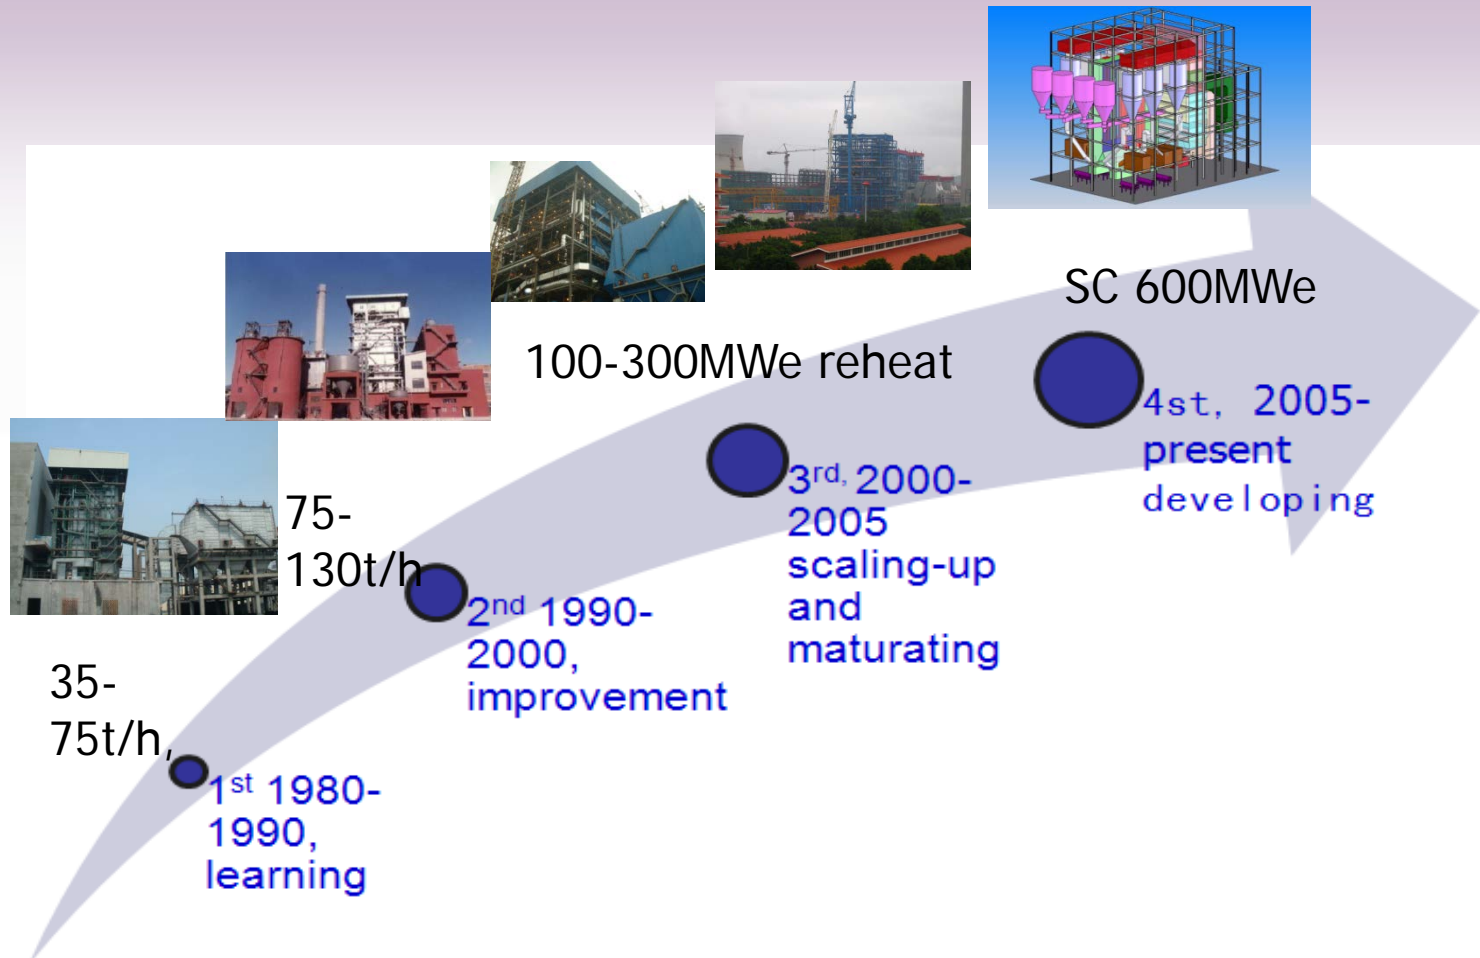 SC 600MWe
100-300MWe reheat
4st, 2005-
present
developing
3rd, 2000-
2005
scaling-up
and
maturating
75-
130t/h
2nd 1990-
2000,
improvement
35-
75t/h,
1st 1980-
1990,
learning